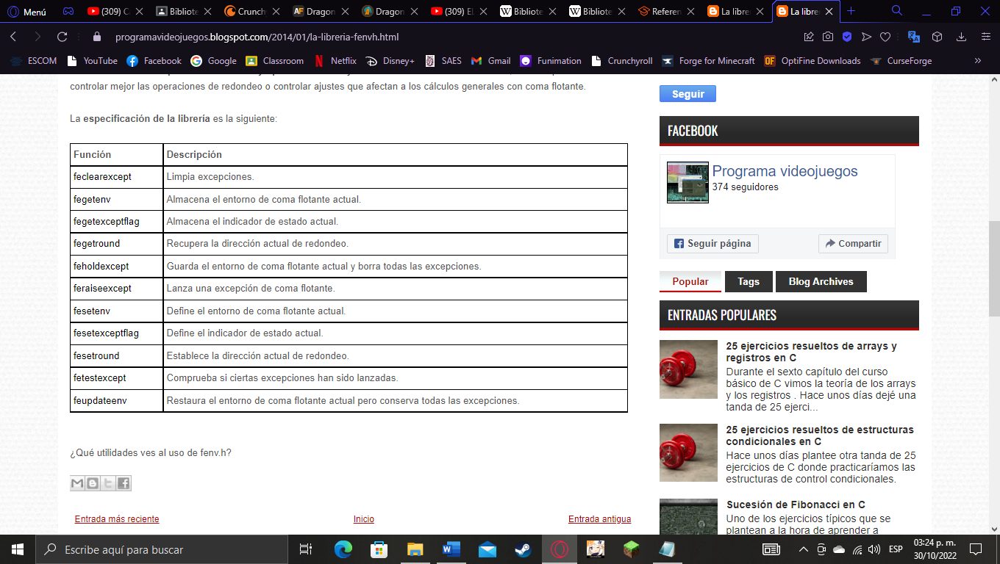 Menú
(309) C
Bibliote
Crunch
Dragon
Dragon
(309) EL
Bibliote
Bibliote
Referen
La libre
La libre
programavideojuegos.blogspot.com/2014/01/la-libreria-fenvh.html
ESCOM
YouTube
Facebook
Google
Classroom
Netflix
Disney+
SAES
Gmail
Funimation
Crunchyroll
Forge for Minecraft
OptiFine Downloads
CurseForge
controlar mejor las operaciones de redondeo o controlar ajustes que afectan a los cálculos generales con coma flotante.
La especificación de la librería es la siguiente:
Función Descripción
feclearexcept Limpia excepciones.
fegetenv Almacena el entorno de coma flotante actual.
fegetexceptflag Almacena el indicador de estado actual.
fegetround Recupera la dirección actual de redondeo.
feholdexcept Guarda el entorno de coma flotante actual y borra todas las excepciones.
feraiseexcept Lanza una excepción de coma flotante.
fesetenv Define el entorno de coma flotante actual.
fesetexceptflag Define el indicador de estado actual.
fesetround Establece la dirección actual de redondeo.
fetestexcept Comprueba si ciertas excepciones han sido lanzadas.
feupdateenv Restaura el entorno de coma flotante actual pero conserva todas las excepciones.
¿Qué utilidades ves al uso de fenv.h?
Entrada más reciente
Inicio
Entrada antigua
Seguir
FACEBOOK
Programa videojuegos
374 seguidores
Seguir página
Compartir
Popular
Tags
Blog Archives
ENTRADAS POPULARES
25 ejercicios resueltos de arrays y
registros en C
Durante el sexto capítulo del curso
básico de C vimos la teoría de los arrays
y los registros . Hace unos días dejé una
tanda de 25 ejerci...
25 ejercicios resueltos de estructuras
condicionales en C
Hace unos días plantee otra tanda de 25
ejercicios de C donde practicaríamos las
estructuras de control condicionales.
Sucesión de Fibonacci en C
Uno de los ejercicios típicos que se
plantean a la hora de aprender a
Escribe aquí para buscar
ESP
03:24 p. m.
30/10/2022